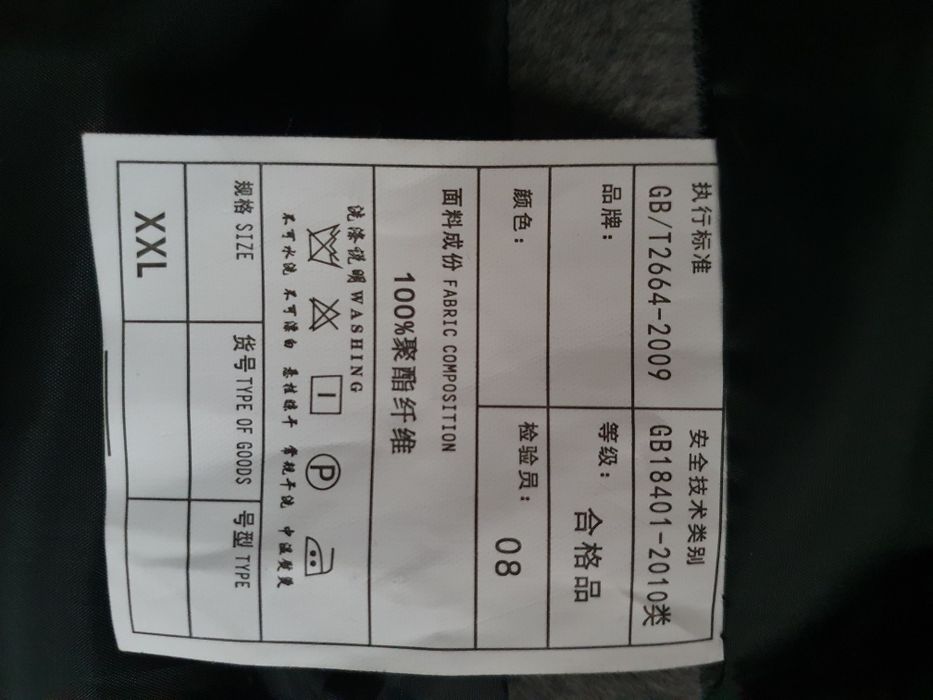 执行标准
GB/T2664-2009
安全技术类别
GB18401-2010类
品牌:
等级: 合格品
颜色:
检验员: 08
面料成份 FABRIC COMPOSITION
100%聚酯纤维
洗涤说明 WASHING
P
不可水洗 不可漂白 悬挂晾干 常规干洗 中温熨烫
规格 SIZE
货号 TYPE OF GOODS
号型 TYPE
XXL